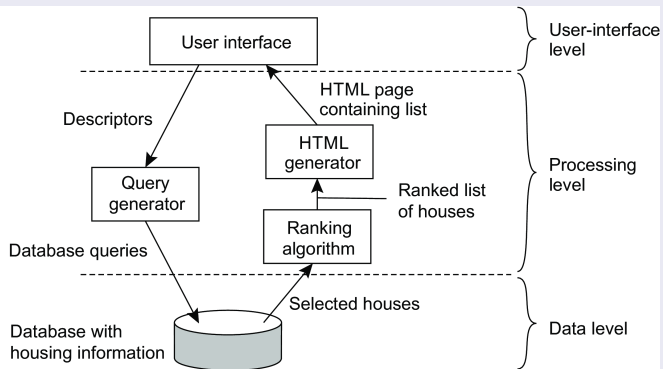 User interface
User-interface
level
HTML page
containing list
Descriptors
HTML
generator
Processing
level
Query
generator
Ranked list
of houses
Ranking
algorithm
Database queries
Selected houses
Database with
housing information
Data level